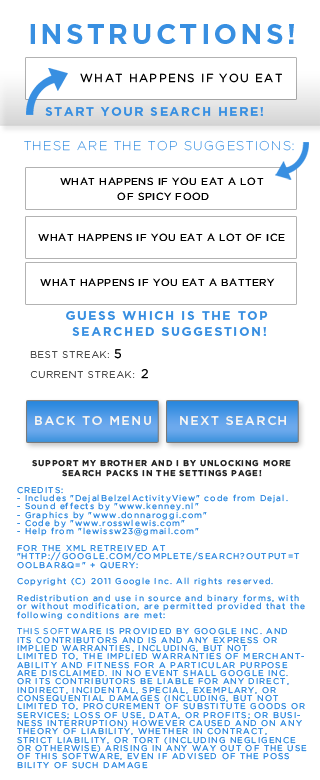 INSTRUCTIONS!
WHAT HAPPENS IF YOU EAT
START YOUR SEARCH HERE!
THESE ARE THE TOP SUGGESTIONS:
WHAT HAPPENS IF YOU EAT A LOT
OF SPICY FOOD
WHAT HAPPENS IF YOU EAT A LOT OF ICE
WHAT HAPPENS IF YOU EAT A BATTERY
GUESS WHICH IS THE TOP
SEARCHED SUGGESTION!
BEST STREAK: 5
CURRENT STREAK: 2
BACK TO MENU
NEXT SEARCH
SUPPORT MY BROTHER AND I BY UNLOCKING MORE
SEARCH PACKS IN THE SETTINGS PAGE!
CREDITS:
- Includes "DejalBelzelActivityView" code from Dejal.
- Sound effects by "www.kenney.nl"
- Graphics by "www.donnaroggi.com"
- Code by "www.rosswlewis.com"
- Help from "lewissw23@gmail.com"
FOR THE XML RETREIVED AT
"HTTP://GOOGLE.COM/COMPLETE/SEARCH?OUTPUT=T
OOLBAR&Q=" + QUERY:
Copyright (C) 2011 Google Inc. All rights reserved.
Redistribution and use in source and binary forms, with
or without modification, are permitted provided that the
following conditions are met:
THIS SOFTWARE IS PROVIDED BY GOOGLE INC. AND
ITS CONTRIBUTORS AND IS AND ANY EXPRESS OR
IMPLIED WARRANTIES, INCLUDING, BUT NOT
LIMITED TO, THE IMPLIED WARRANTIES OF MERCHANT-
ABILITY AND FITNESS FOR A PARTICULAR PURPOSE
ARE DISCLAIMED. IN NO EVENT SHALL GOOGLE INC.
OR ITS CONTRIBUTORS BE LIABLE FOR ANY DIRECT,
INDIRECT, INCIDENTAL, SPECIAL, EXEMPLARY, OR
CONSEQUENTIAL DAMAGES (INCLUDING, BUT NOT
LIMITED TO, PROCUREMENT OF SUBSTITUTE GOODS OR
SERVICES; LOSS OF USE, DATA, OR PROFITS; OR BUSI-
NESS INTERRUPTION) HOWEVER CAUSED AND ON ANY
THEORY OF LIABILITY, WHETHER IN CONTRACT,
STRICT LIABILITY, OR TORT (INCLUDING NEGLIGENCE
OR OTHERWISE) ARISING IN ANY WAY OUT OF THE USE
OF THIS SOFTWARE, EVEN IF ADVISED OF THE POSS
BILITY OF SUCH DAMAGE